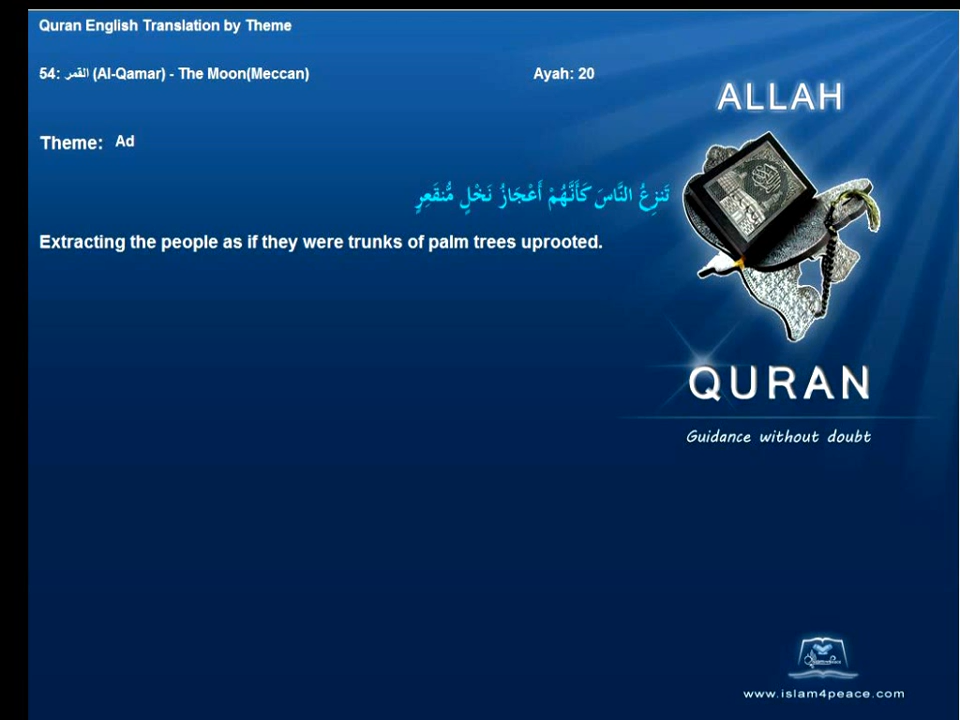 Quran English Translation by Theme
54: القمر (Al-Qamar) - The Moon(Meccan) Ayah: 20
ALLAH
Theme: Ad
تَنزِعُ النَّاسَ كَأَنَّهُمْ أَعْجَازُ نَخْلٍ مُّنقَعِرٍ
Extracting the people as if they were trunks of palm trees uprooted.
QURAN
Guidance without doubt
www.islam4peace.com